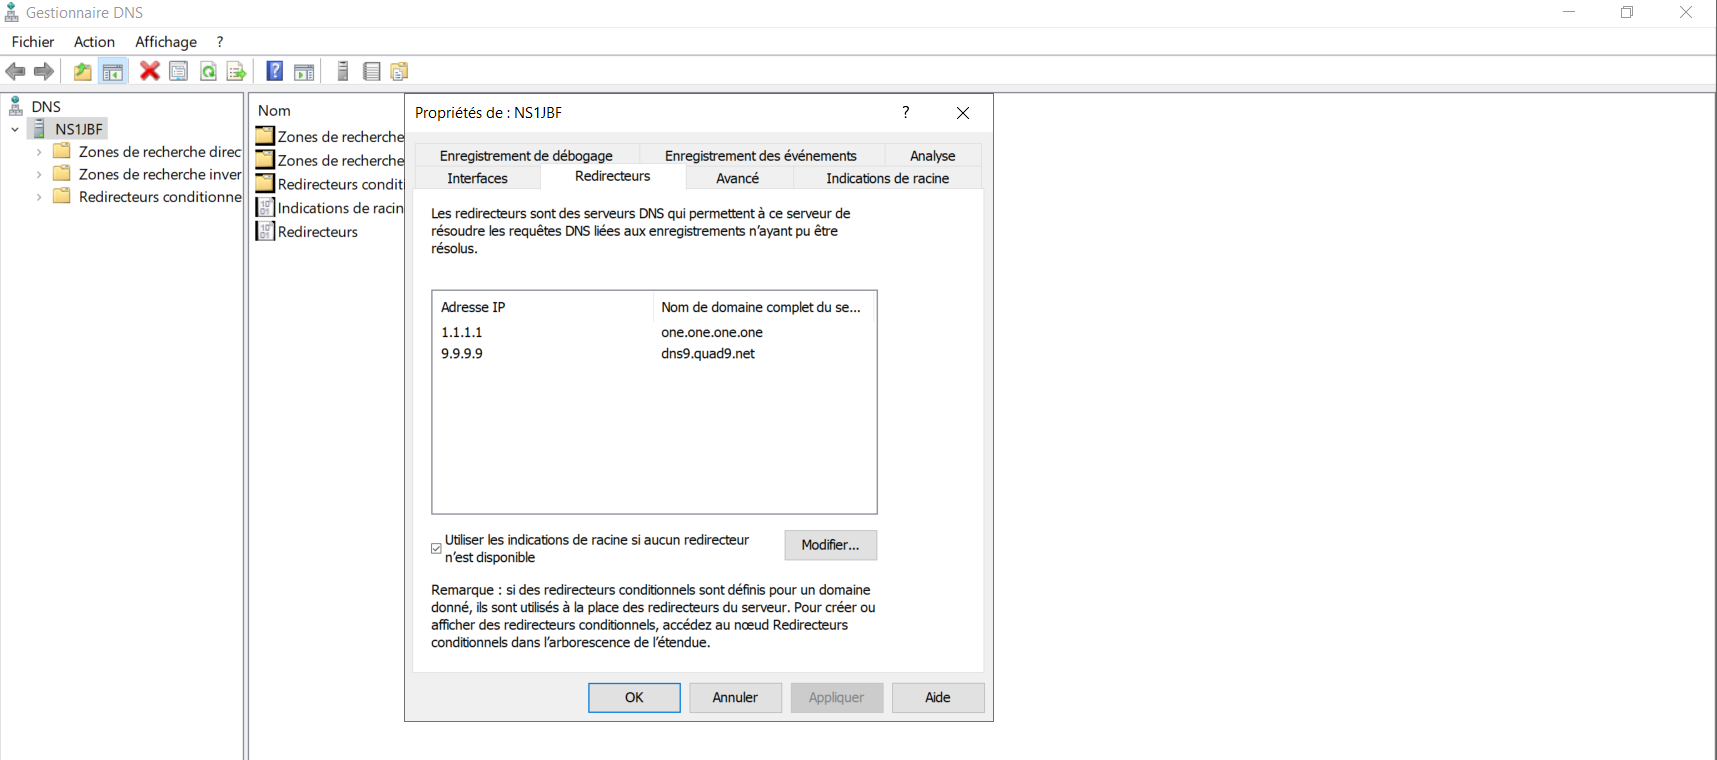 Gestionnaire DNS
Fichier Action Affichage ?
DNS
NS1JBF
Zones de recherche direc
Zones de recherche inver
Redirecteurs conditionne
Nom
Zones de recherche
Zones de recherche
Redirecteurs condit
Indications de racin
Redirecteurs
Propriétés de : NS1JBF
?
Enregistrement de débogage Enregistrement des événements Analyse
Interfaces Redirecteurs Avancé Indications de racine
Les redirecteurs sont des serveurs DNS qui permettent à ce serveur de
résoudre les requêtes DNS liées aux enregistrements n'ayant pu être
résolus.
Adresse IP Nom de domaine complet du se...
1.1.1.1 one.one.one.one
9.9.9.9 dns9.quad9.net
Utiliser les indications de racine si aucun redirecteur
n'est disponible
Modifier...
Remarque : si des redirecteurs conditionnels sont définis pour un domaine
donné, ils sont utilisés à la place des redirecteurs du serveur. Pour créer ou
afficher des redirecteurs conditionnels, accédez au nœud Redirecteurs
conditionnels dans l'arborescence de l'étendue.
OK Annuler Appliquer Aide